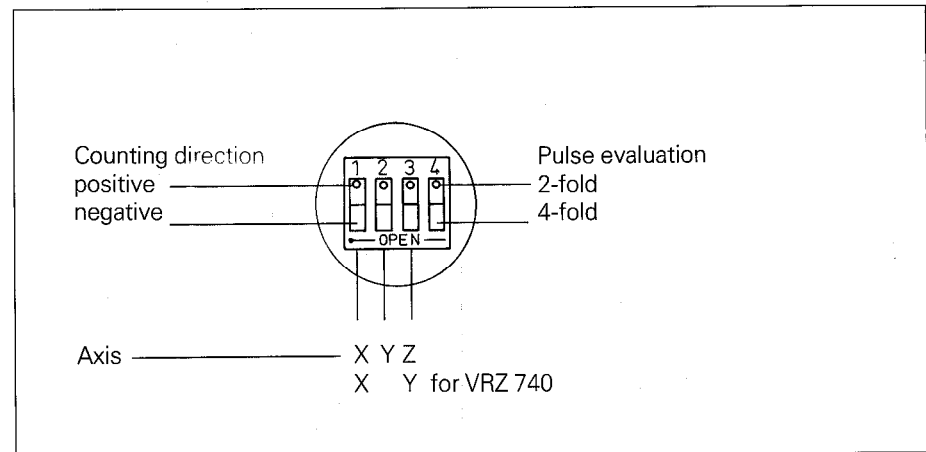 Counting direction
positive
negative
1 2 3 4
OPEN
Pulse evaluation
2-fold
4-fold
Axis X Y Z
X Y for VRZ 740